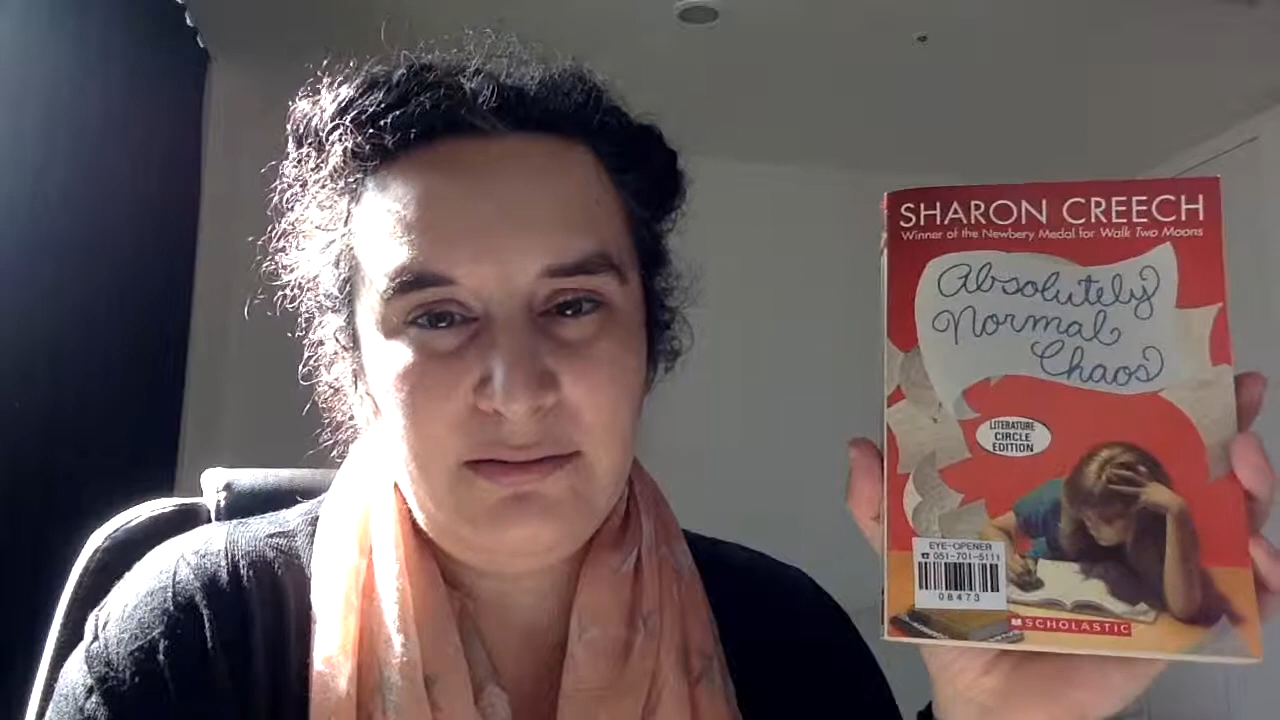 SHARON CREECH
Winner of the Newbery Medal for Walk Two Moons
Absolutely
Normal
Chaos
LITERATURE
CIRCLE
EDITION
EYE-OPENER
☎ 051-701-5111
08473
SCHOLASTIC